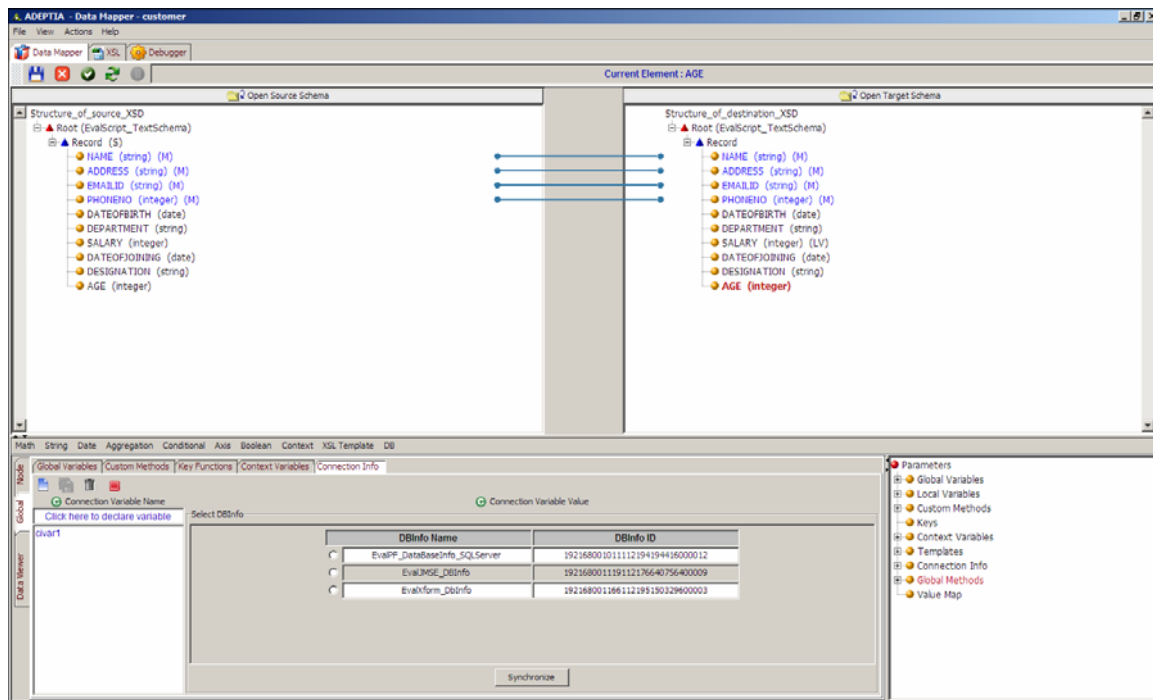 ADEPTIA - Data Mapper - customer
File View Actions Help
Data Mapper XSL Debugger
Current Element : AGE
Open Source Schema
Structure_of_source_XSD
Root (EvalScript_TextSchema)
Record (S)
NAME (string) (M)
ADDRESS (string) (M)
EMAILID (string) (M)
PHONENO (integer) (M)
DATEOFBIRTH (date)
DEPARTMENT (string)
SALARY (integer)
DATEOFJOINING (date)
DESIGNATION (string)
AGE (integer)
Open Target Schema
Structure_of_destination_XSD
Root (EvalScript_TextSchema)
Record
NAME (string) (M)
ADDRESS (string) (M)
EMAILID (string) (M)
PHONENO (integer) (M)
DATEOFBIRTH (date)
DEPARTMENT (string)
SALARY (integer) (LV)
DATEOFJOINING (date)
DESIGNATION (string)
AGE (integer)
Math String Date Aggregation Conditional Axis Boolean Context XSL Template DB
Node
Global
Data Viewer
Global Variables Custom Methods Key Functions Context Variables Connection Info
Connection Variable Name
Connection Variable Value
Click here to declare variable
civar1
Select DBInfo
DBInfo Name DBInfo ID
EvalPF_DataBaseInfo_SQLServer
EvalJMSE_DBInfo
EvalXform_DbInfo
Synchronize
Parameters
Global Variables
Local Variables
Custom Methods
Keys
Context Variables
Templates
Connection Info
Global Methods
Value Map